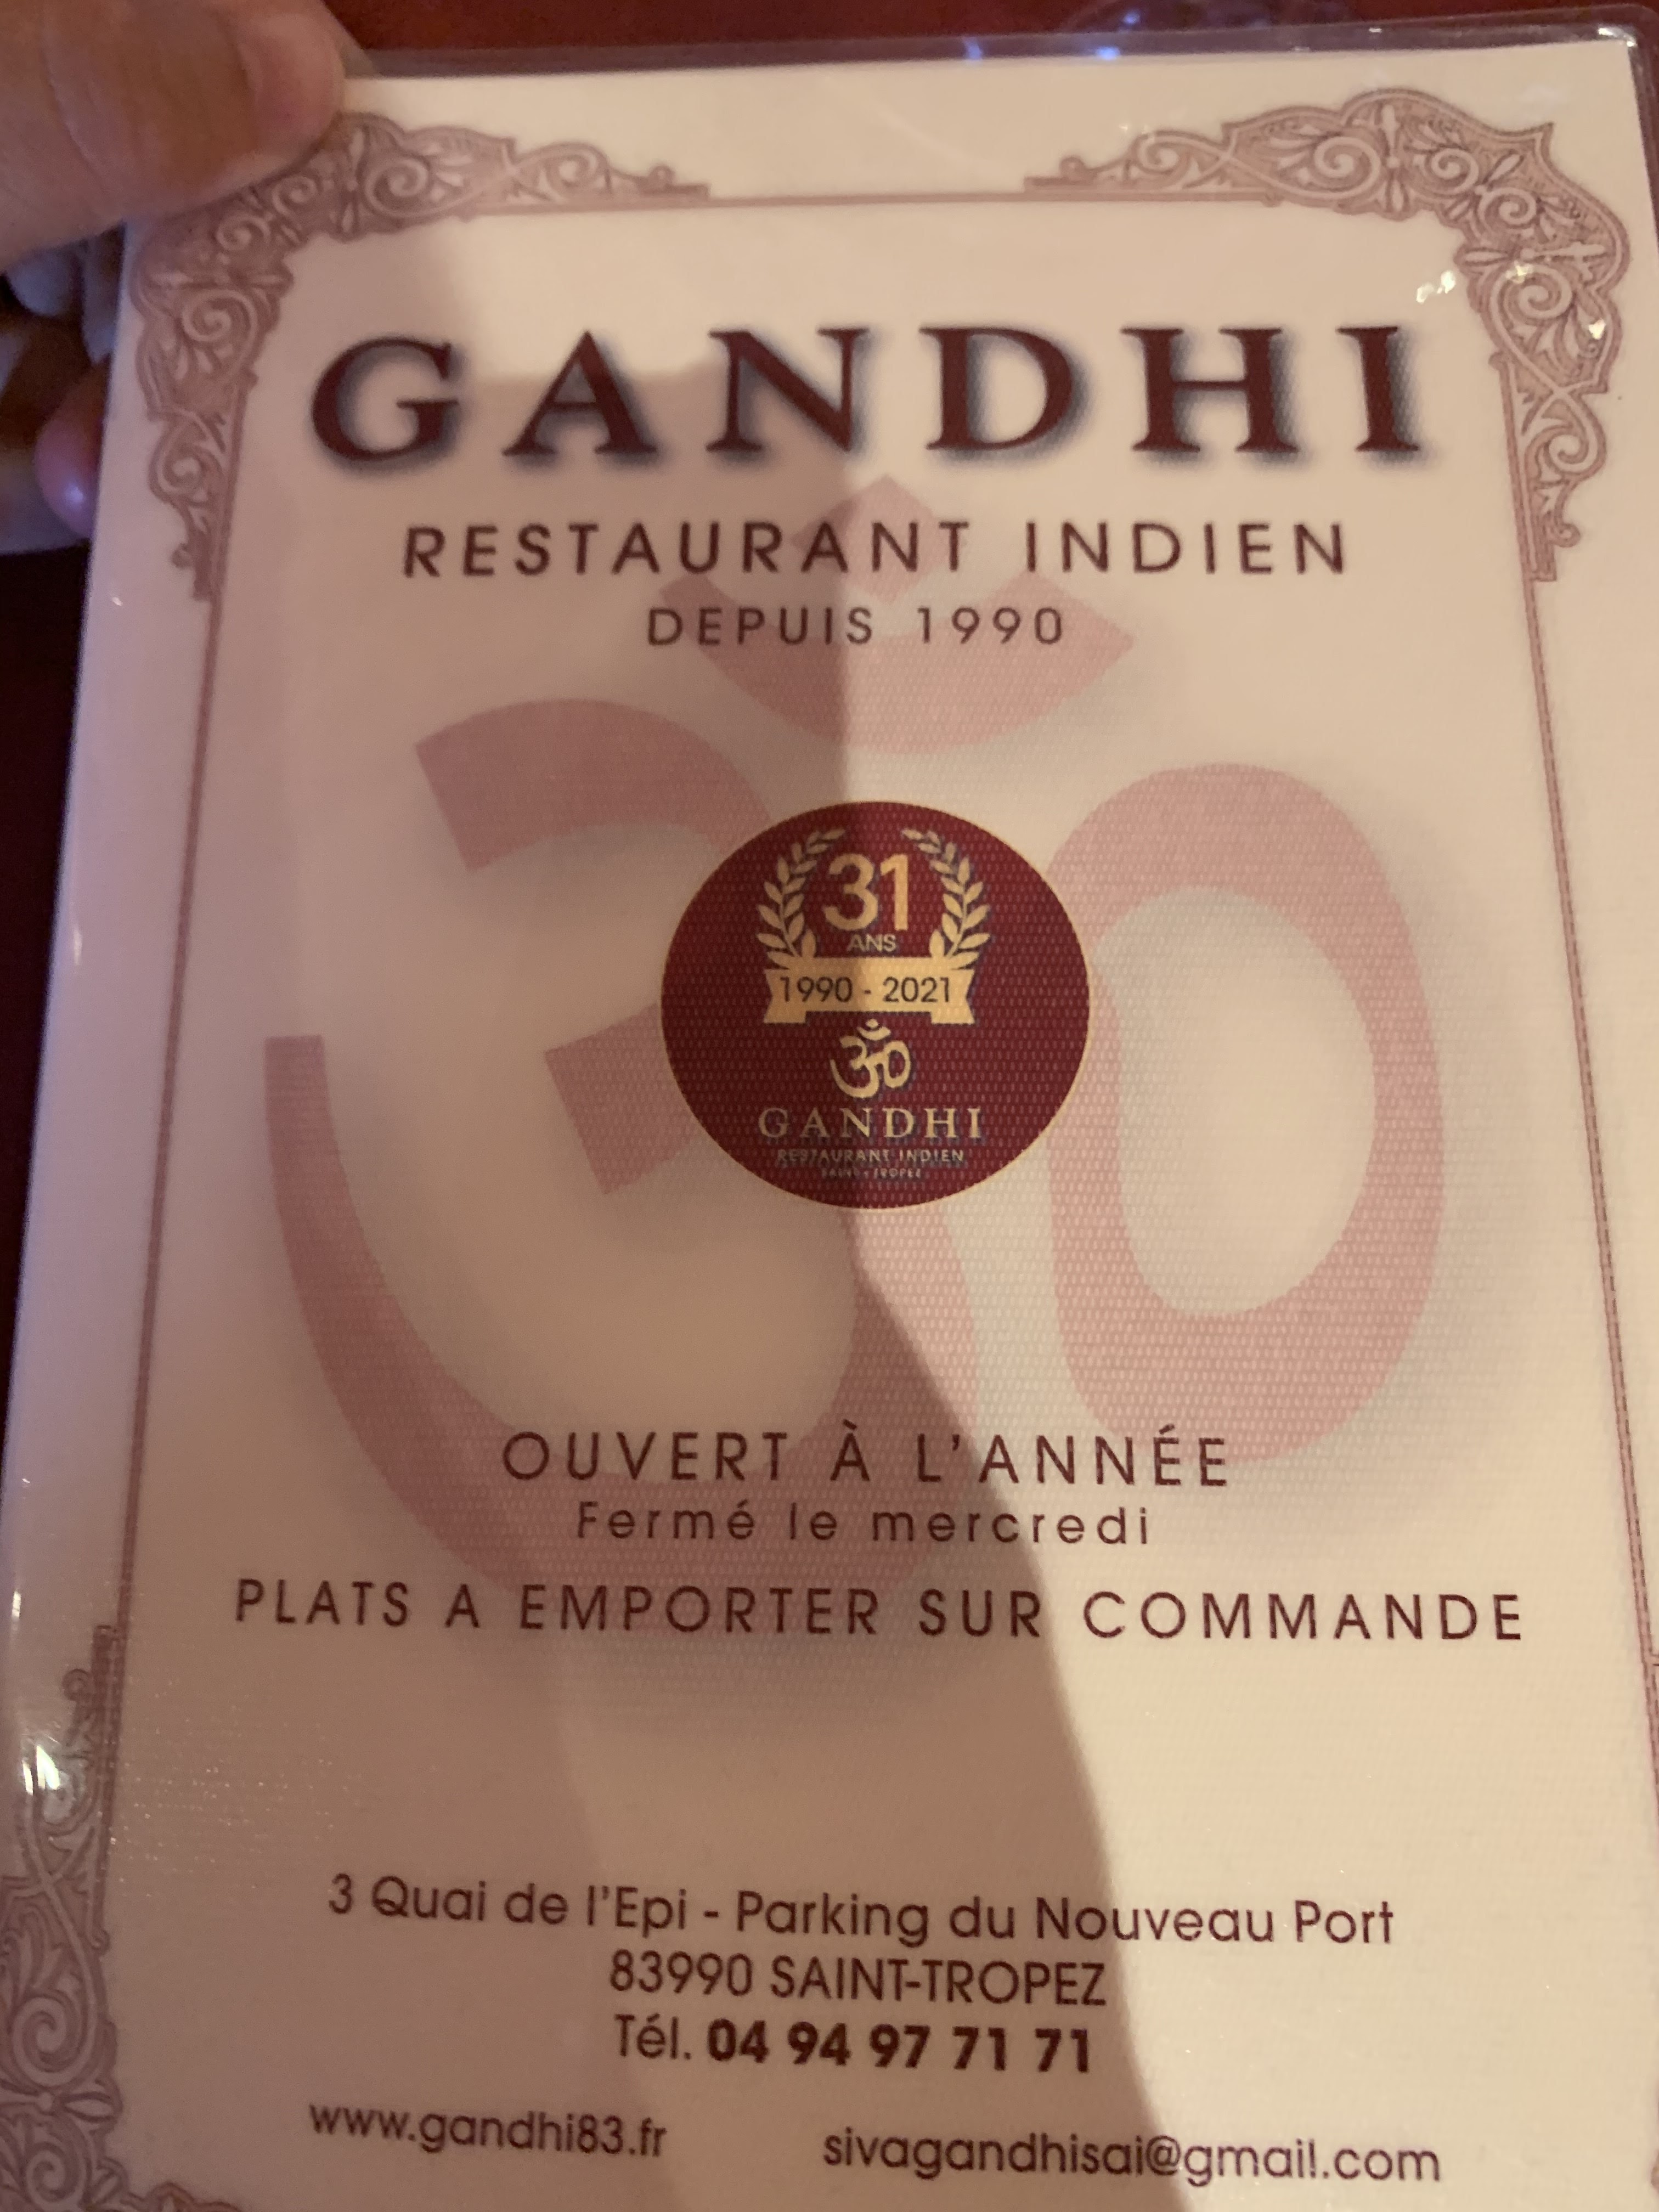 GANDHI
RESTAURANT INDIEN
DEPUIS 1990
31
ANS
1990 - 2021
ॐ
GANDHI
RESTAURANT INDIEN
SAINT-TROPEZ
OUVERT À L'ANNÉE
Fermé le mercredi
PLATS A EMPORTER SUR COMMANDE
3 Quai de l'Epi - Parking du Nouveau Port
83990 SAINT-TROPEZ
Tél. 04 94 97 71 71
www.gandhi83.fr sivagandhisai@gmail.com